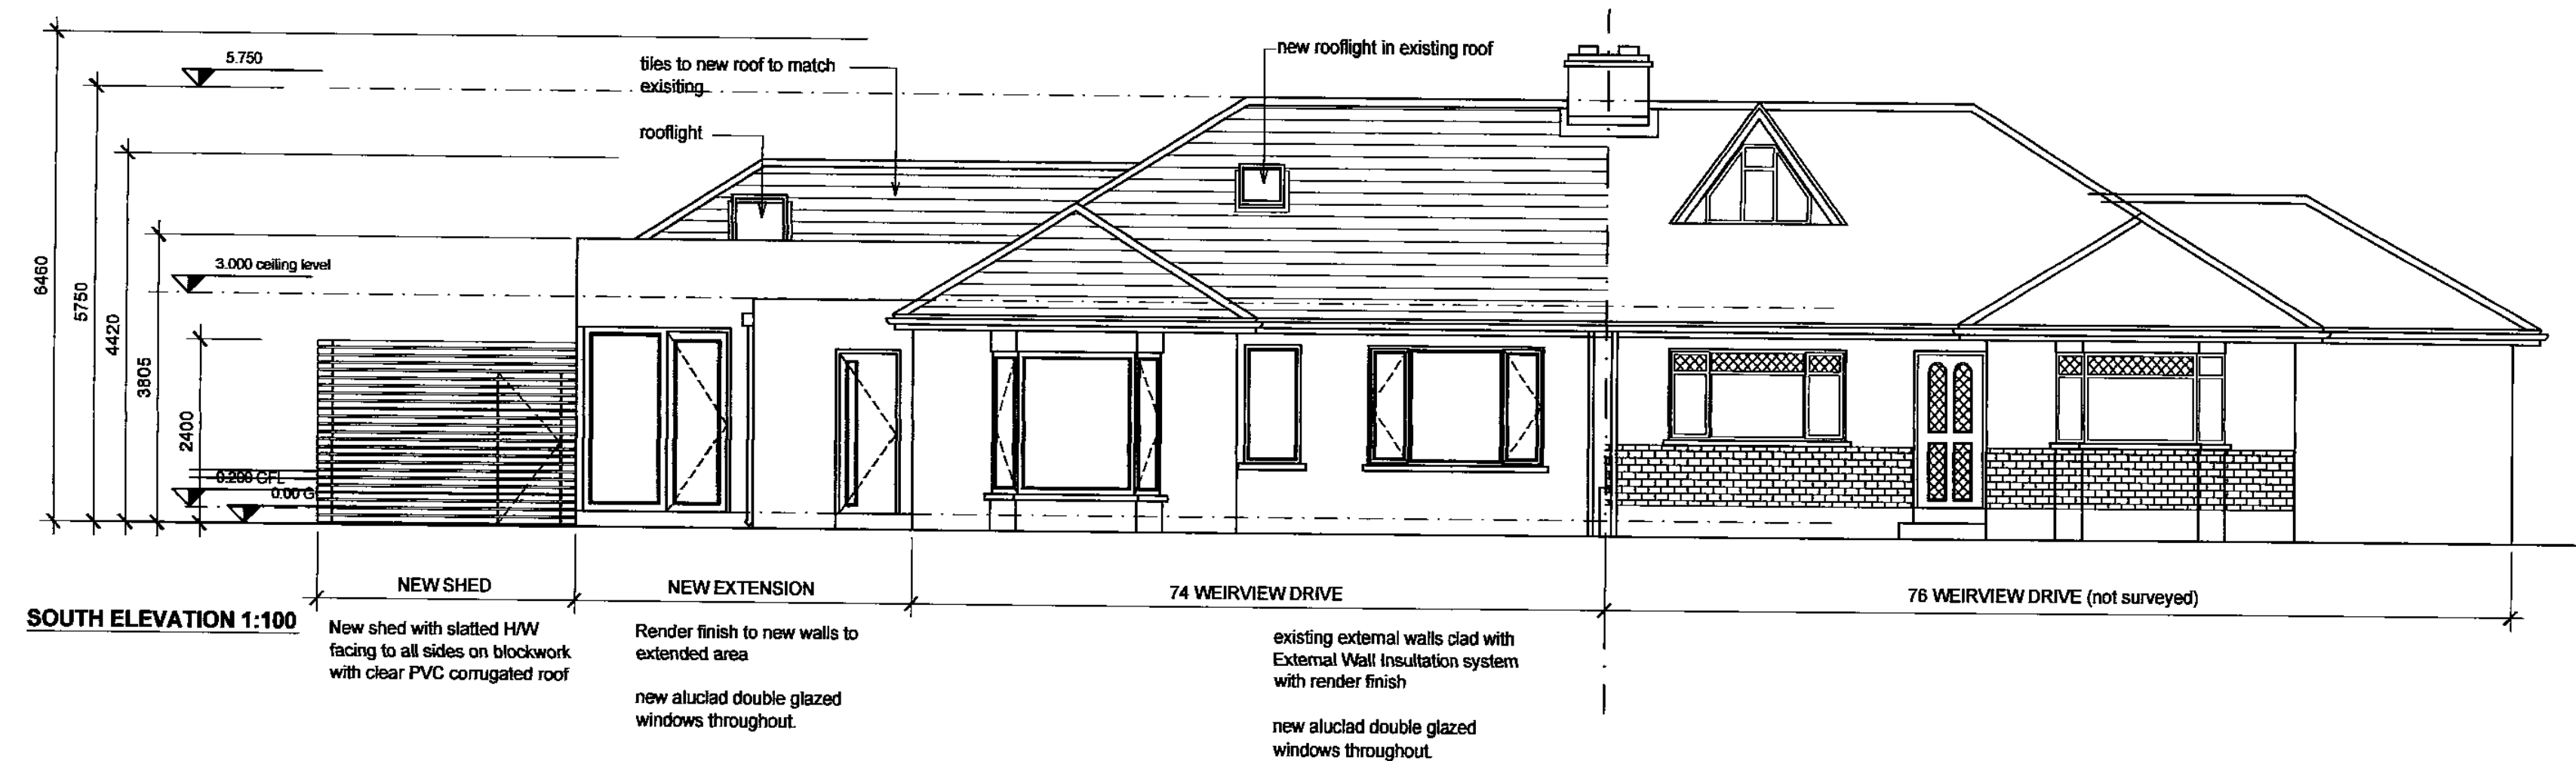 5.750
tiles to new roof to match
exisiting
rooflight
new rooflight in existing roof
3.000 ceiling level
6460
5750
4420
3805
2400
0.200 GFL
0.00 G
NEW SHED
NEW EXTENSION
74 WEIRVIEW DRIVE
76 WEIRVIEW DRIVE (not surveyed)
SOUTH ELEVATION 1:100
New shed with slatted H/W
facing to all sides on blockwork
with clear PVC corrugated roof
Render finish to new walls to
extended area
new aluclad double glazed
windows throughout.
existing external walls clad with
External Wall Insultation system
with render finish
new aluclad double glazed
windows throughout.